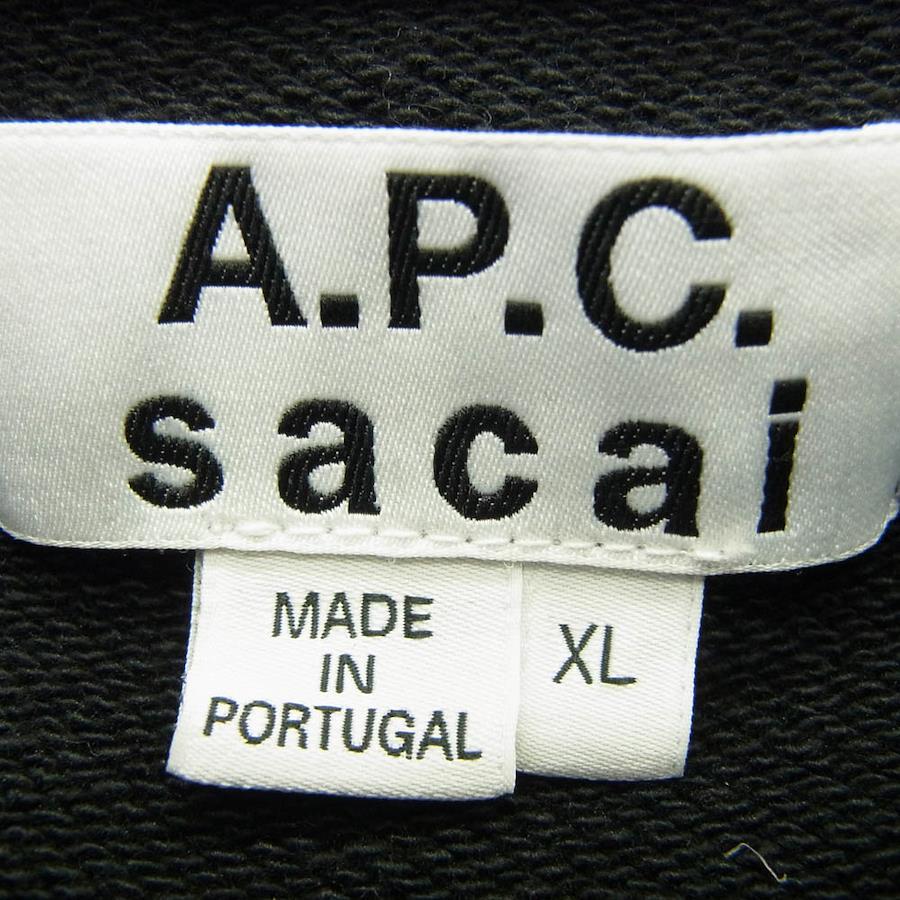 A.P.C.
sacai
MADE
IN
PORTUGAL
XL